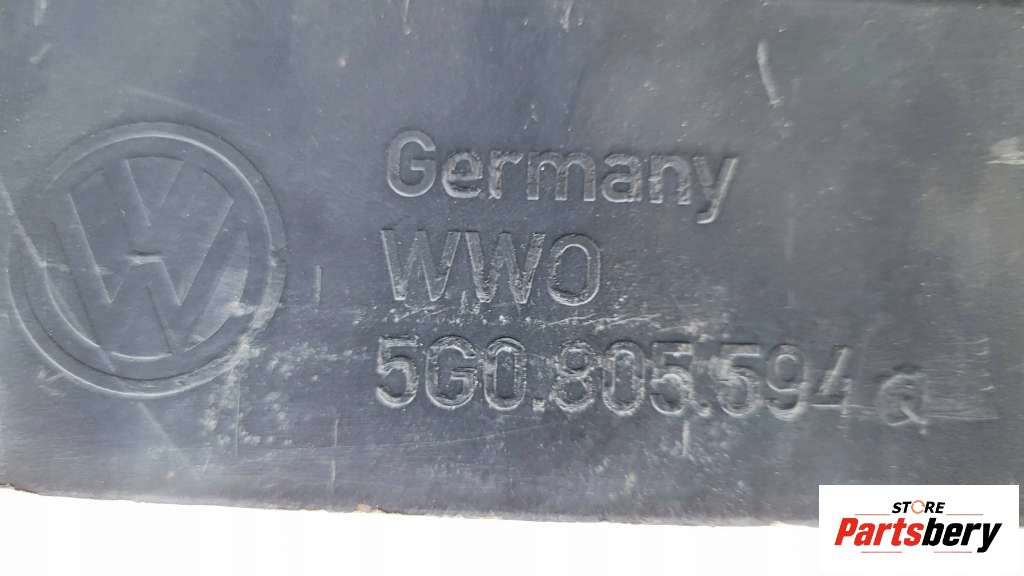 Germany
WWO
5G0.805.594 Q
STORE
Partsbery